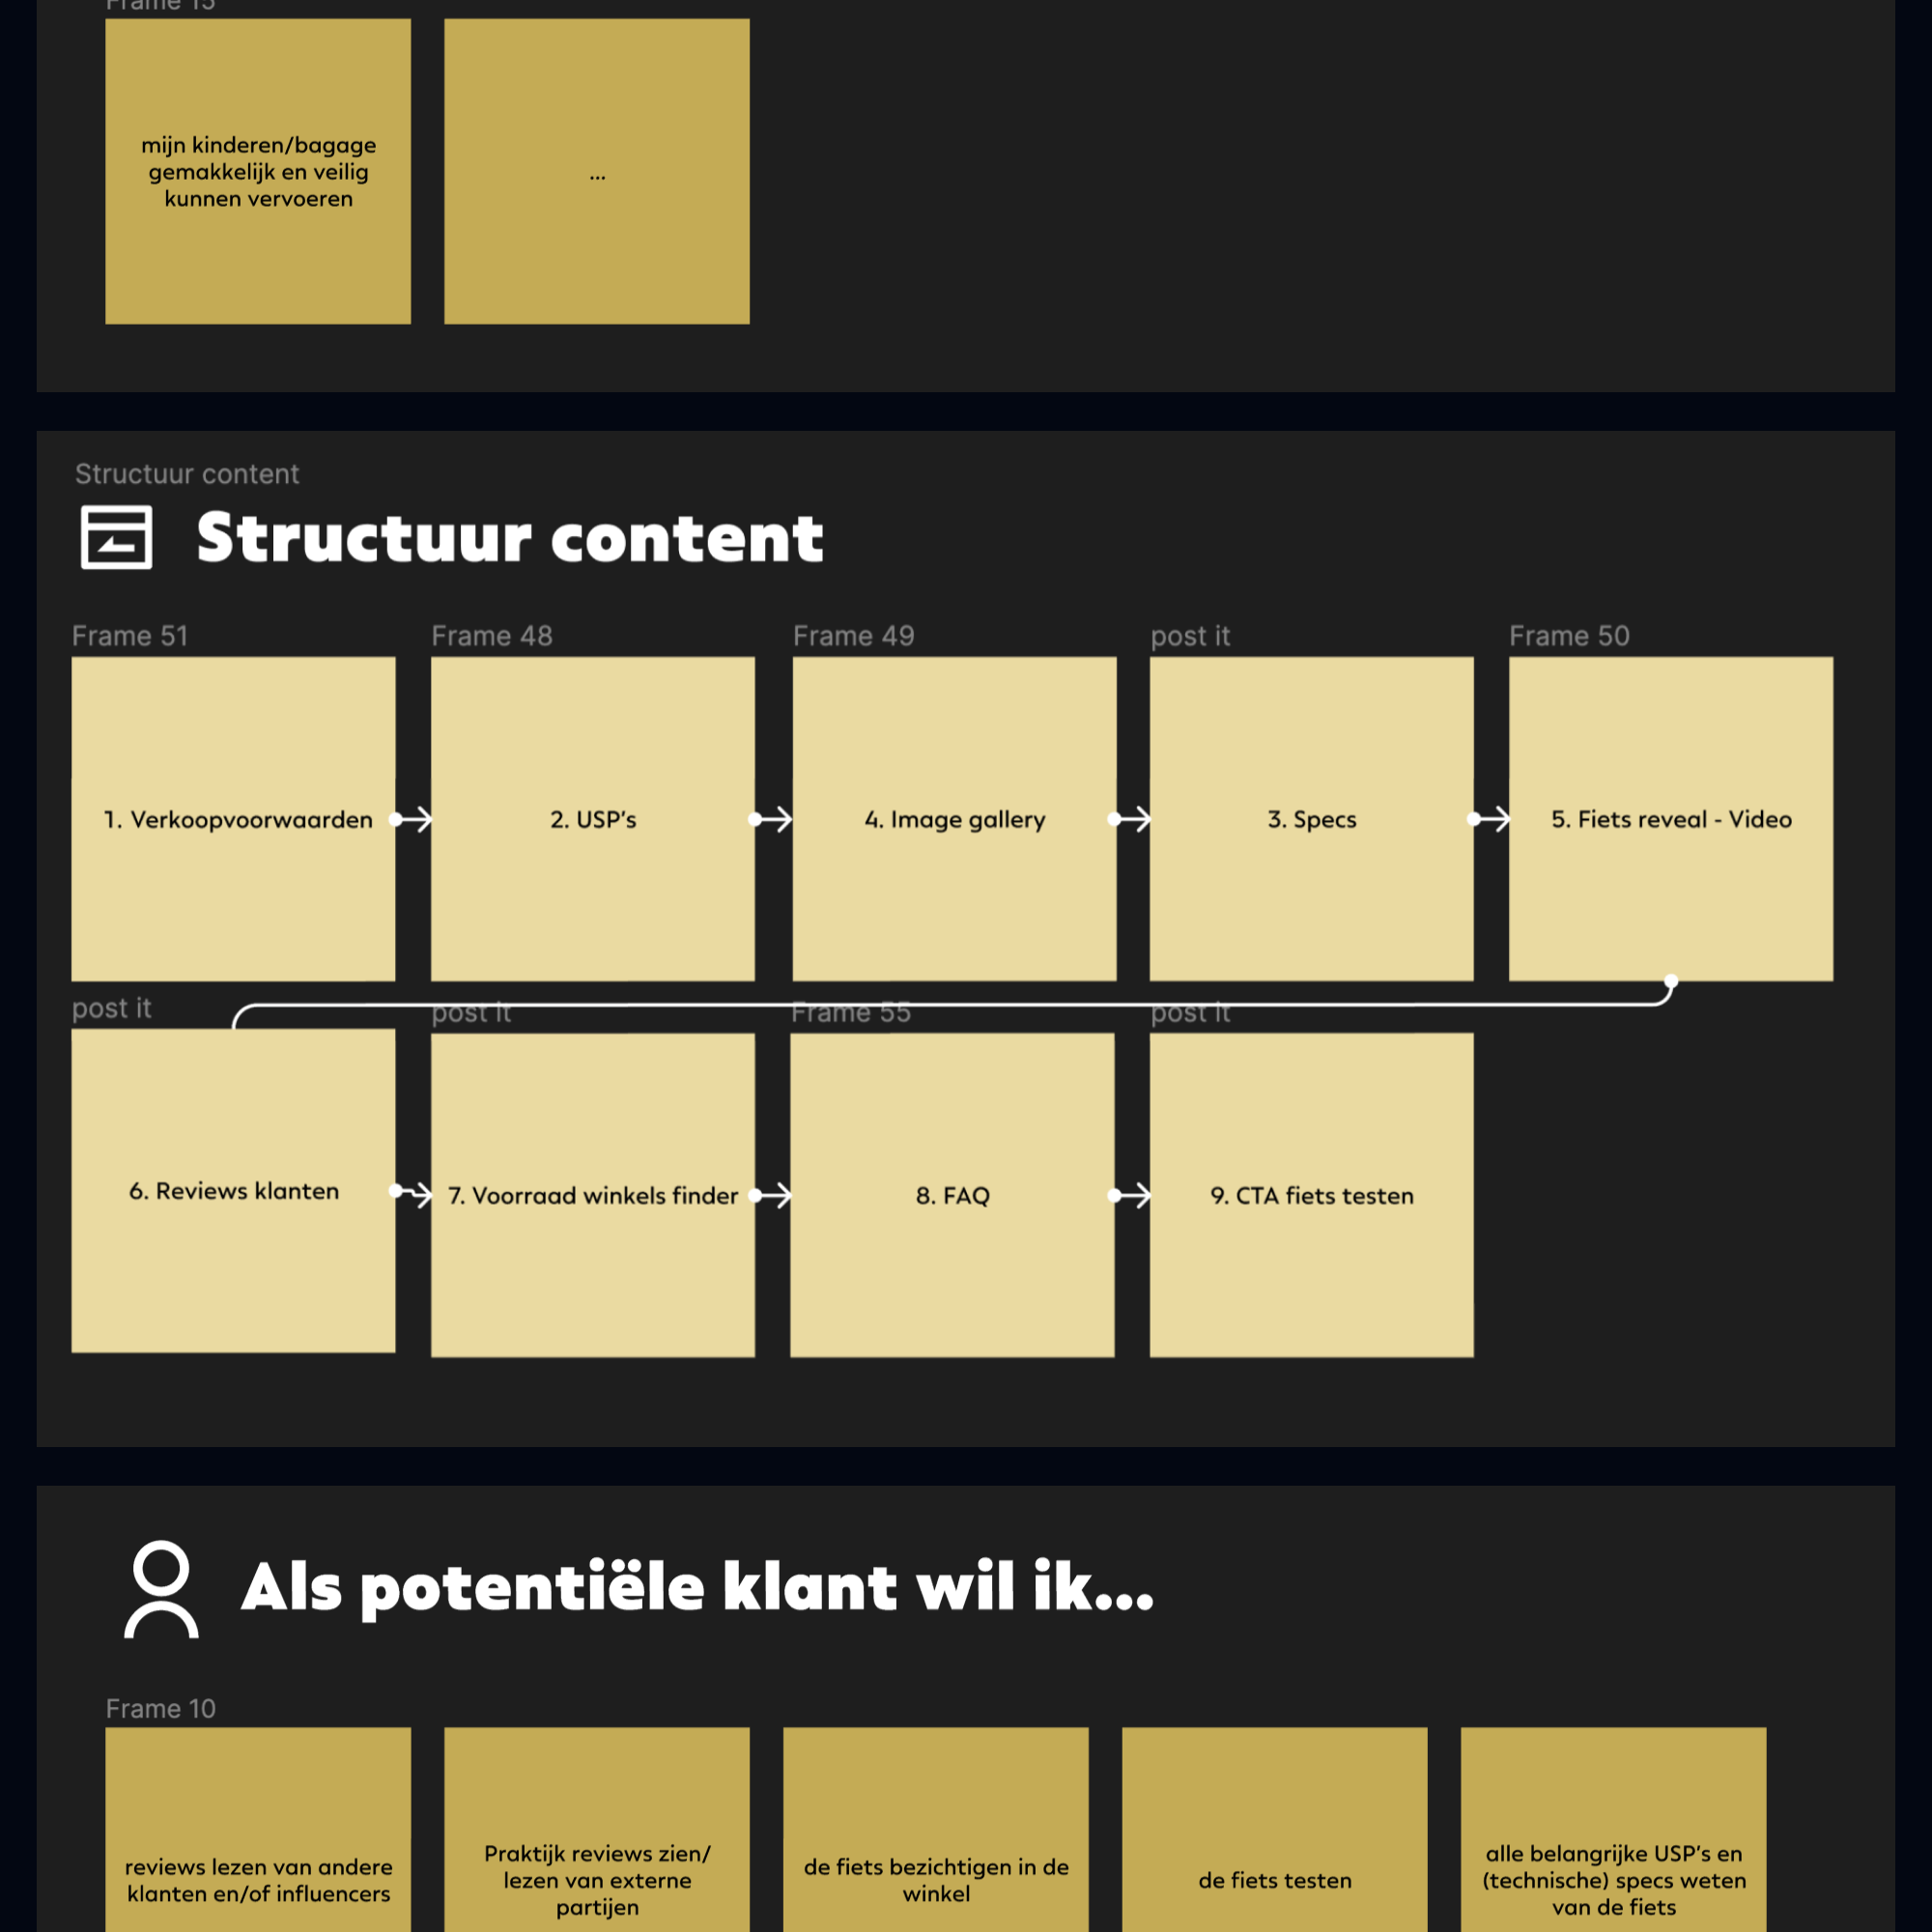 Frame 15
mijn kinderen/bagage
gemakkelijk en veilig
kunnen vervoeren
...
Structuur content
Structuur content
Frame 51
Frame 48
Frame 49
post it
Frame 50
1. Verkoopvoorwaarden
2. USP's
4. Image gallery
3. Specs
5. Fiets reveal - Video
post it
post it
Frame 55
post it
6. Reviews klanten
7. Voorraad winkels finder
8. FAQ
9. CTA fiets testen
Als potentiële klant wil ik...
Frame 10
reviews lezen van andere
klanten en/of influencers
Praktijk reviews zien/
lezen van externe
partijen
de fiets bezichtigen in de
winkel
de fiets testen
alle belangrijke USP's en
(technische) specs weten
van de fiets